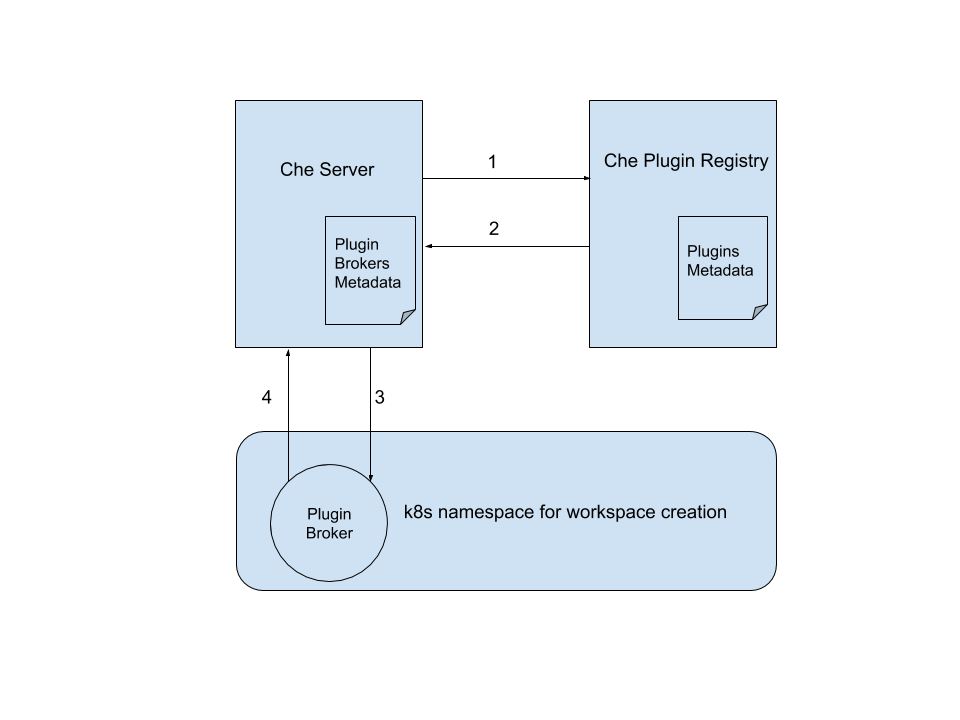 Che Server
1
Che Plugin Registry
2
Plugin
Brokers
Metadata
Plugins
Metadata
4
3
Plugin
Broker
k8s namespace for workspace creation